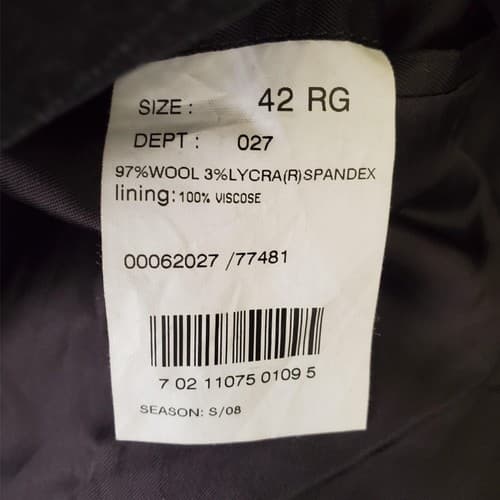 SIZE : 42 RG
DEPT : 027
97%WOOL 3%LYCRA(R)SPANDEX
lining: 100% VISCOSE
00062027 /77481
7 02 11075 0109 5
SEASON: S/08